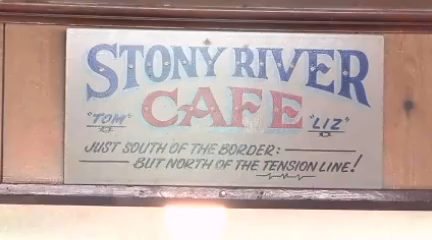 STONY RIVER
CAFE
"TOM" "LIZ"
JUST SOUTH OF THE BORDER:
BUT NORTH OF THE TENSION LINE!